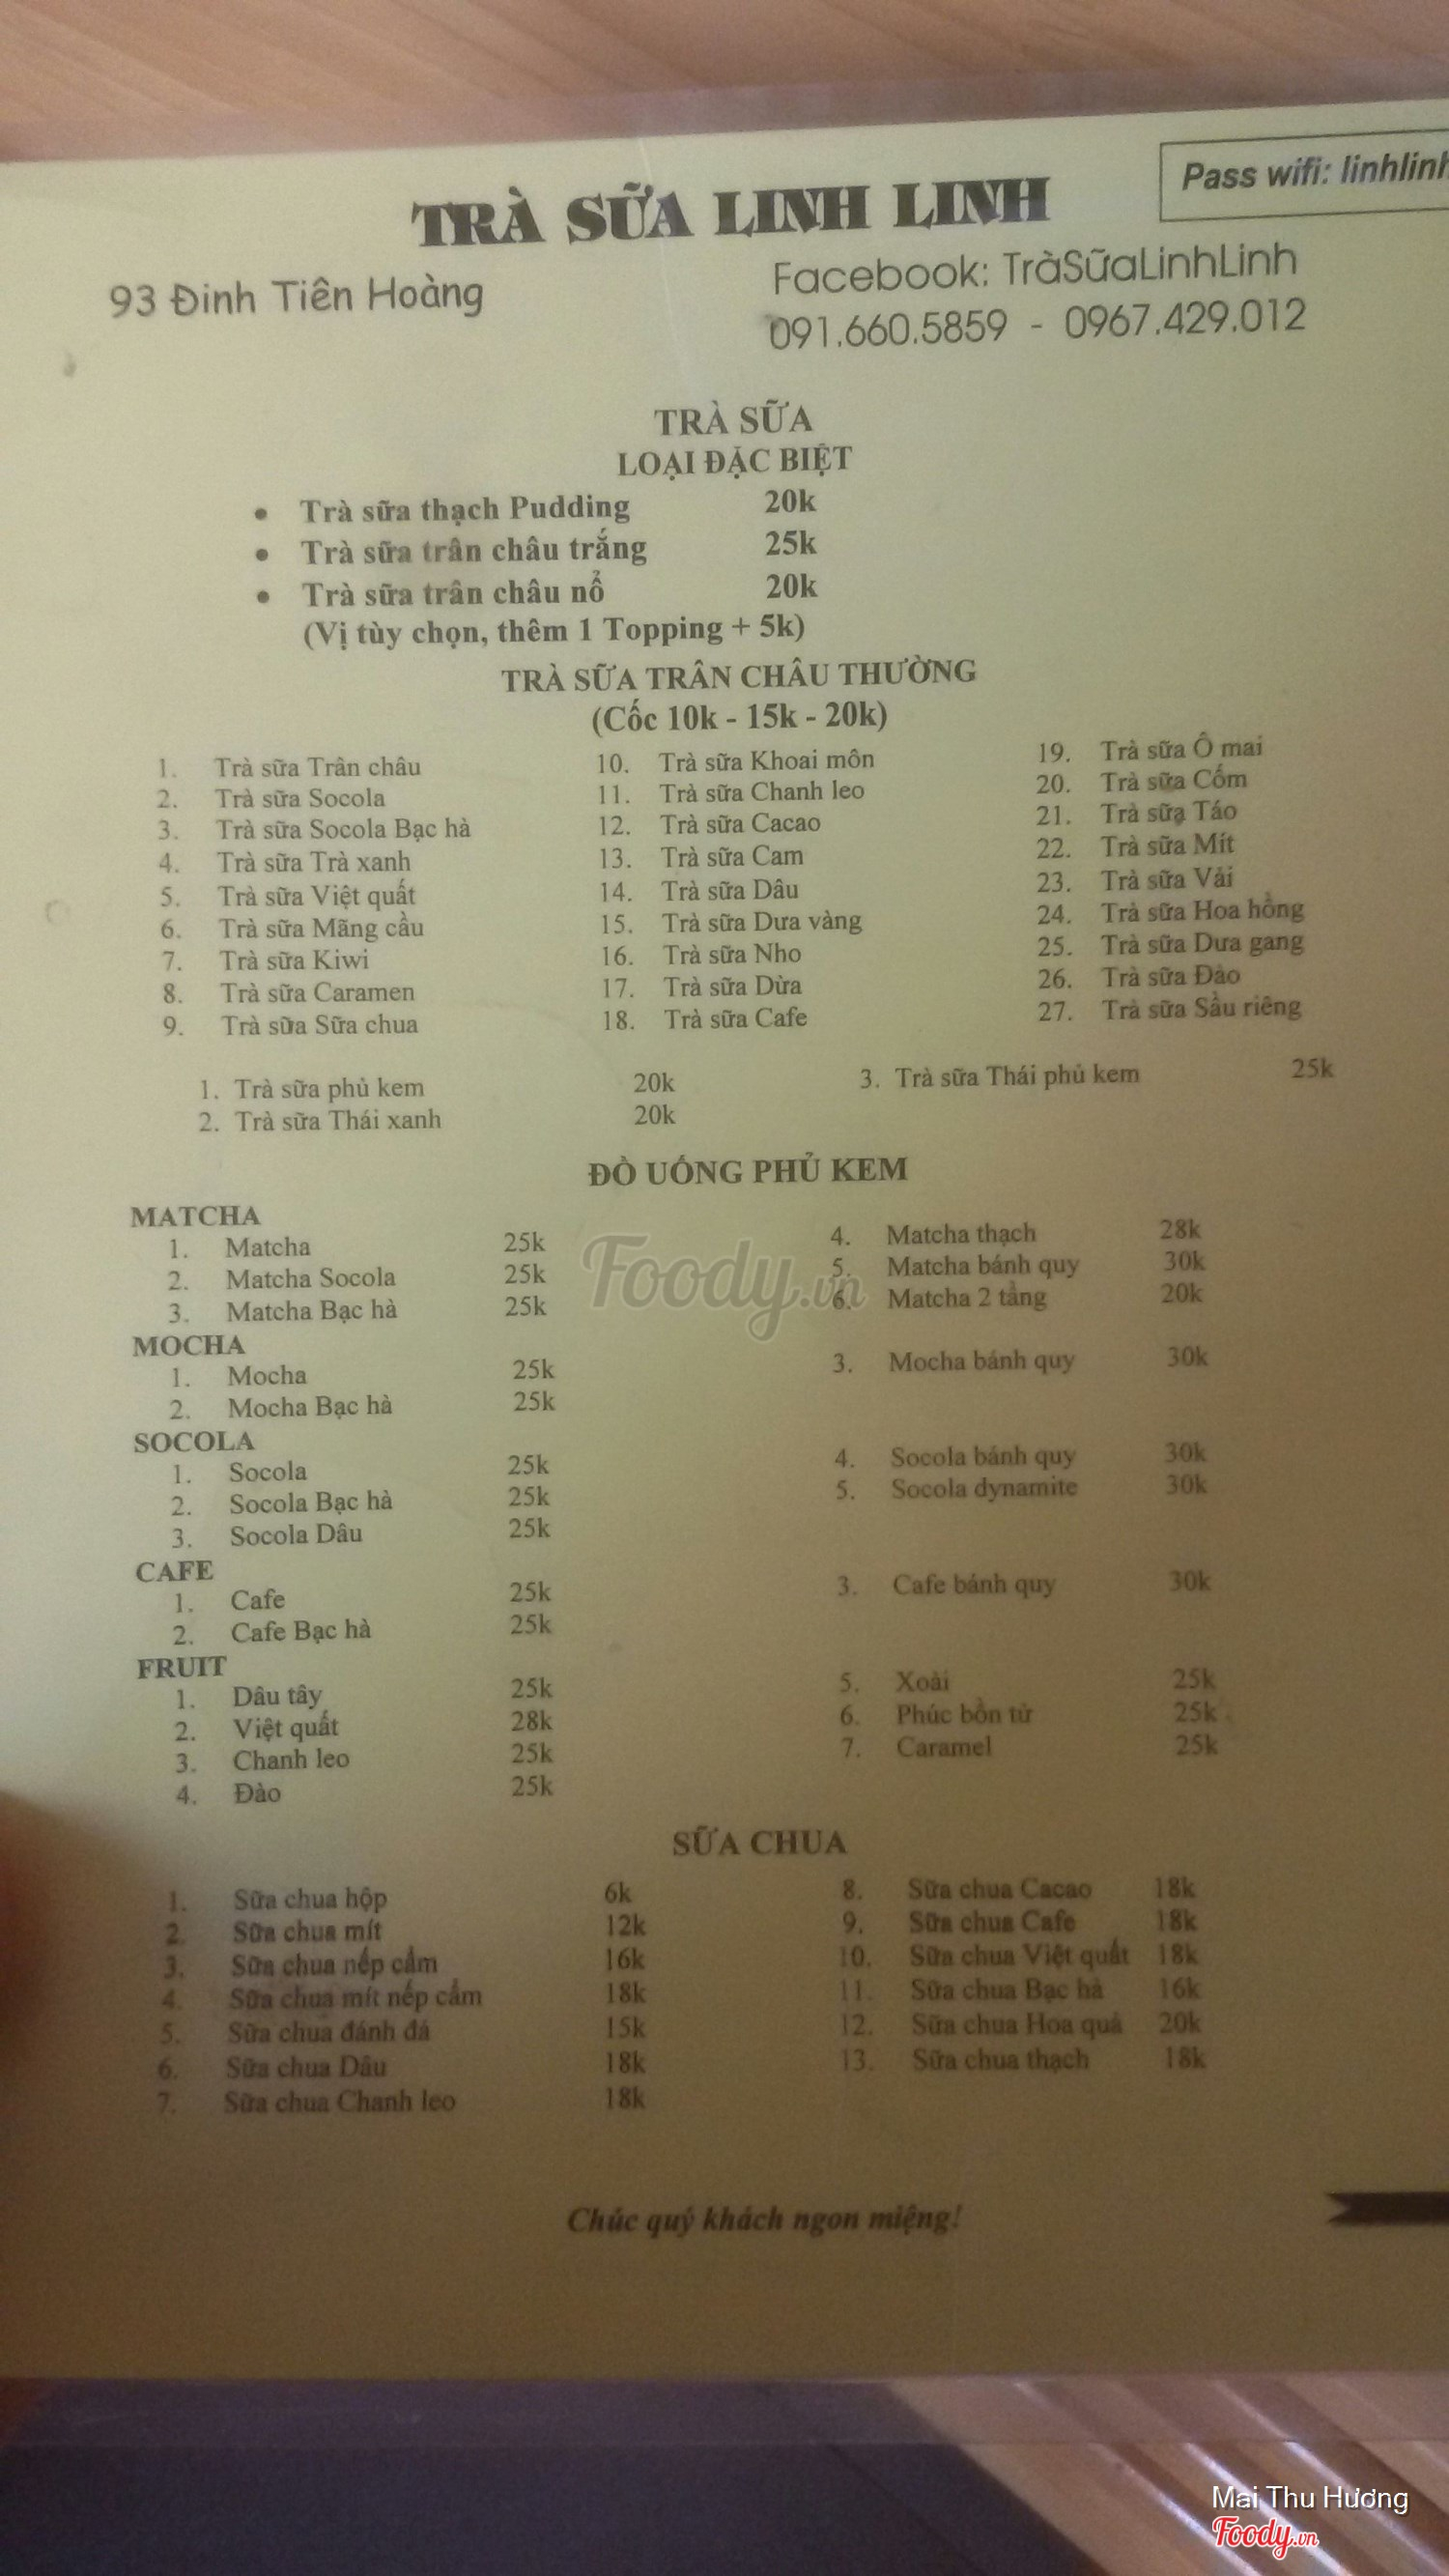 Pass wifi: linhlinh
TRÀ SỮA LINH LINH
93 Đinh Tiên Hoàng
Facebook: TràSữaLinhLinh
091.660.5859 - 0967.429.012
TRÀ SỮA
LOẠI ĐẶC BIỆT
• Trà sữa thạch Pudding 20k
• Trà sữa trân châu trắng 25k
• Trà sữa trân châu nổ 20k
(Vị tùy chọn, thêm 1 Topping + 5k)
TRÀ SỮA TRÂN CHÂU THƯỜNG
(Cốc 10k - 15k - 20k)
1. Trà sữa Trân châu
2. Trà sữa Socola
3. Trà sữa Socola Bạc hà
4. Trà sữa Trà xanh
5. Trà sữa Việt quất
6. Trà sữa Mãng cầu
7. Trà sữa Kiwi
8. Trà sữa Caramen
9. Trà sữa Sữa chua
10. Trà sữa Khoai môn
11. Trà sữa Chanh leo
12. Trà sữa Cacao
13. Trà sữa Cam
14. Trà sữa Dâu
15. Trà sữa Dưa vàng
16. Trà sữa Nho
17. Trà sữa Dừa
18. Trà sữa Cafe
19. Trà sữa Ô mai
20. Trà sữa Cốm
21. Trà sữa Táo
22. Trà sữa Mít
23. Trà sữa Vải
24. Trà sữa Hoa hồng
25. Trà sữa Dưa gang
26. Trà sữa Đào
27. Trà sữa Sầu riêng
1. Trà sữa phủ kem 20k
2. Trà sữa Thái xanh 20k
3. Trà sữa Thái phủ kem 25k
ĐỒ UỐNG PHỦ KEM
MATCHA
1. Matcha 25k
2. Matcha Socola 25k
3. Matcha Bạc hà 25k
4. Matcha thạch 28k
5. Matcha bánh quy 30k
6. Matcha 2 tầng 20k
Foody.vn
MOCHA
1. Mocha 25k
2. Mocha Bạc hà 25k
3. Mocha bánh quy 30k
SOCOLA
1. Socola 25k
2. Socola Bạc hà 25k
3. Socola Dâu 25k
4. Socola bánh quy 30k
5. Socola dynamite 30k
CAFE
1. Cafe 25k
2. Cafe Bạc hà 25k
3. Cafe bánh quy 30k
FRUIT
1. Dâu tây 25k
2. Việt quất 28k
3. Chanh leo 25k
4. Đào 25k
5. Xoài 25k
6. Phúc bồn tử 25k
7. Caramel 25k
SỮA CHUA
1. Sữa chua hộp 6k
2. Sữa chua mít 12k
3. Sữa chua nếp cẩm 16k
4. Sữa chua mít nếp cẩm 18k
5. Sữa chua đánh đá 15k
6. Sữa chua Dâu 18k
7. Sữa chua Chanh leo 18k
8. Sữa chua Cacao 18k
9. Sữa chua Cafe 18k
10. Sữa chua Việt quất 18k
11. Sữa chua Bạc hà 16k
12. Sữa chua Hoa quả 20k
13. Sữa chua thạch 18k
Chúc quý khách ngon miệng!
Mai Thu Hương
Foody.vn